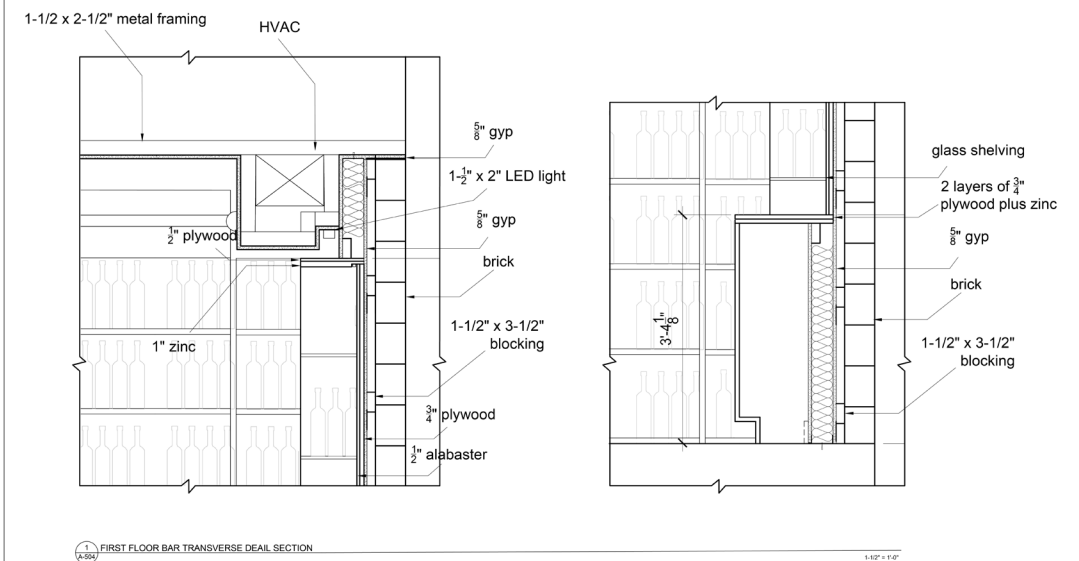 1-1/2 x 2-1/2" metal framing
HVAC
5/8" gyp
1-1/2" x 2" LED light
5/8" gyp
1/2" plywood
brick
1-1/2" x 3-1/2"
blocking
1" zinc
3/4" plywood
1/2" alabaster
glass shelving
2 layers of 3/4"
plywood plus zinc
5/8" gyp
brick
3'-4 1/8"
1-1/2" x 3-1/2"
blocking
1
A-504
FIRST FLOOR BAR TRANSVERSE DEAIL SECTION
1-1/2" = 1'-0"